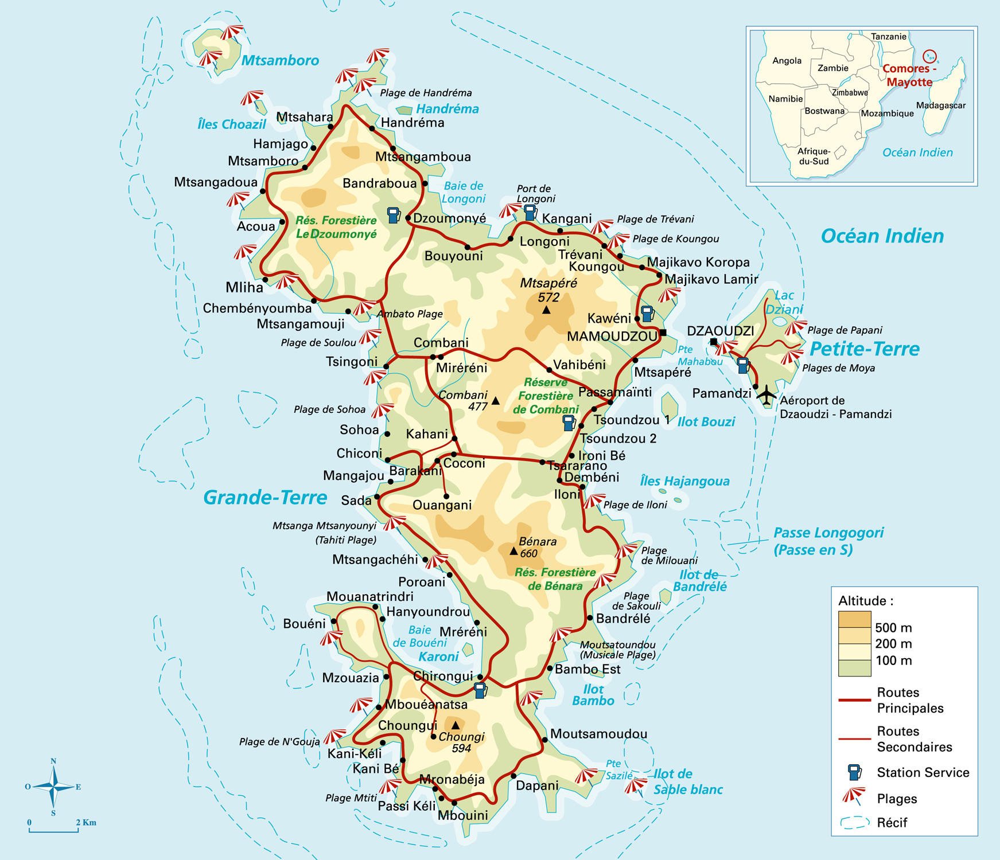 Tanzanie
Angola
Zambie
Comores -
Mayotte
Zimbabwe
Namibie
Bostwana
Mozambique
Madagascar
Afrique-
du-Sud
Océan Indien
Mtsamboro
Plage de Handréma
Handréma
Îles Choazil
Mtsahara
Handréma
Hamjago
Mtsamboro
Mtsangamboua
Mtsangadoua
Bandraboua
Baie de
Longoni
Port de
Longoni
Acoua
Rés. Forestière
Le Dzoumonyé
Dzoumonyé
Kangani
Plage de Trévani
Longoni
Plage de Koungou
Océan Indien
Bouyouni
Trévani
Koungou
Majikavo Koropa
Majikavo Lamir
Mliha
Mtsapéré
572
Chembényoumba
Mtsangamouji
Ambato Plage
Kawéni
Lac
Dziani
MAMOUDZOU
DZAOUDZI
Plage de Papani
Plage de Soulou
Combani
Petite-Terre
Pte
Mahabou
Tsingoni
Miréréni
Vahibéni
Mtsapéré
Plages de Moya
Réserve
Forestière
de Combani
Combani
477
Passamaïnti
Pamandzi
Aéroport de
Dzaoudzi - Pamandzi
Plage de Sohoa
Sohoa
Kahani
Tsoundzou 1
Ilot Bouzi
Tsoundzou 2
Chiconi
Coconi
Ironi Bé
Tsararano
Barakani
Mangajou
Dembéni
Îles Hajangoua
Grande-Terre
Sada
Ouangani
Iloni
Plage de Iloni
Mtsanga Mtsanyounyi
(Tahiti Plage)
Passe Longogori
(Passe en S)
Bénara
660
Mtsangachéhi
Plage
de Milouani
Rés. Forestière
de Bénara
Poroani
Ilot de
Bandrélé
Mouanatrindri
Plage
de Sakouli
Hanyoundrou
Bouéni
Bandrélé
Baie
de Bouéni
Mréréni
Karoni
Moutsatoundou
(Musicale Plage)
Mzouazia
Chirongui
Bambo Est
Ilot
Bambo
Mbouéanatsa
Choungui
Choungi
594
Moutsamoudou
Plage de N'Gouja
Kani-Kéli
Kani Bé
Mronabéja
Dapani
Pte
Sazilé
Ilot de
Sable blanc
Plage Mtiti
Passi Kéli
Mbouini
N
O
E
S
0
2 Km
Altitude :
500 m
200 m
100 m
Routes
Principales
Routes
Secondaires
Station Service
Plages
Récif